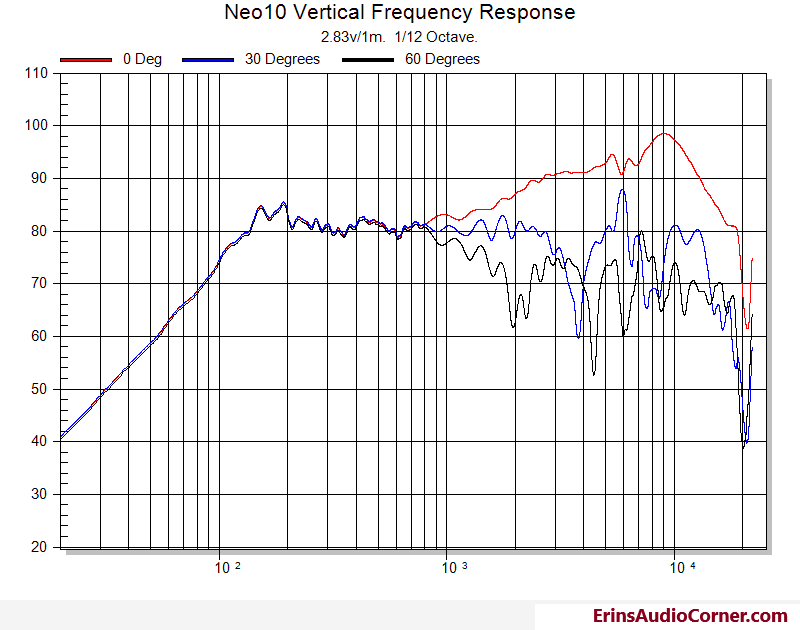 Neo10 Vertical Frequency Response
2.83v/1m. 1/12 Octave.
0 Deg 30 Degrees 60 Degrees
110
100
90
80
70
60
50
40
30
20
10 2 10 3 10 4
ErinsAudioCorner.com